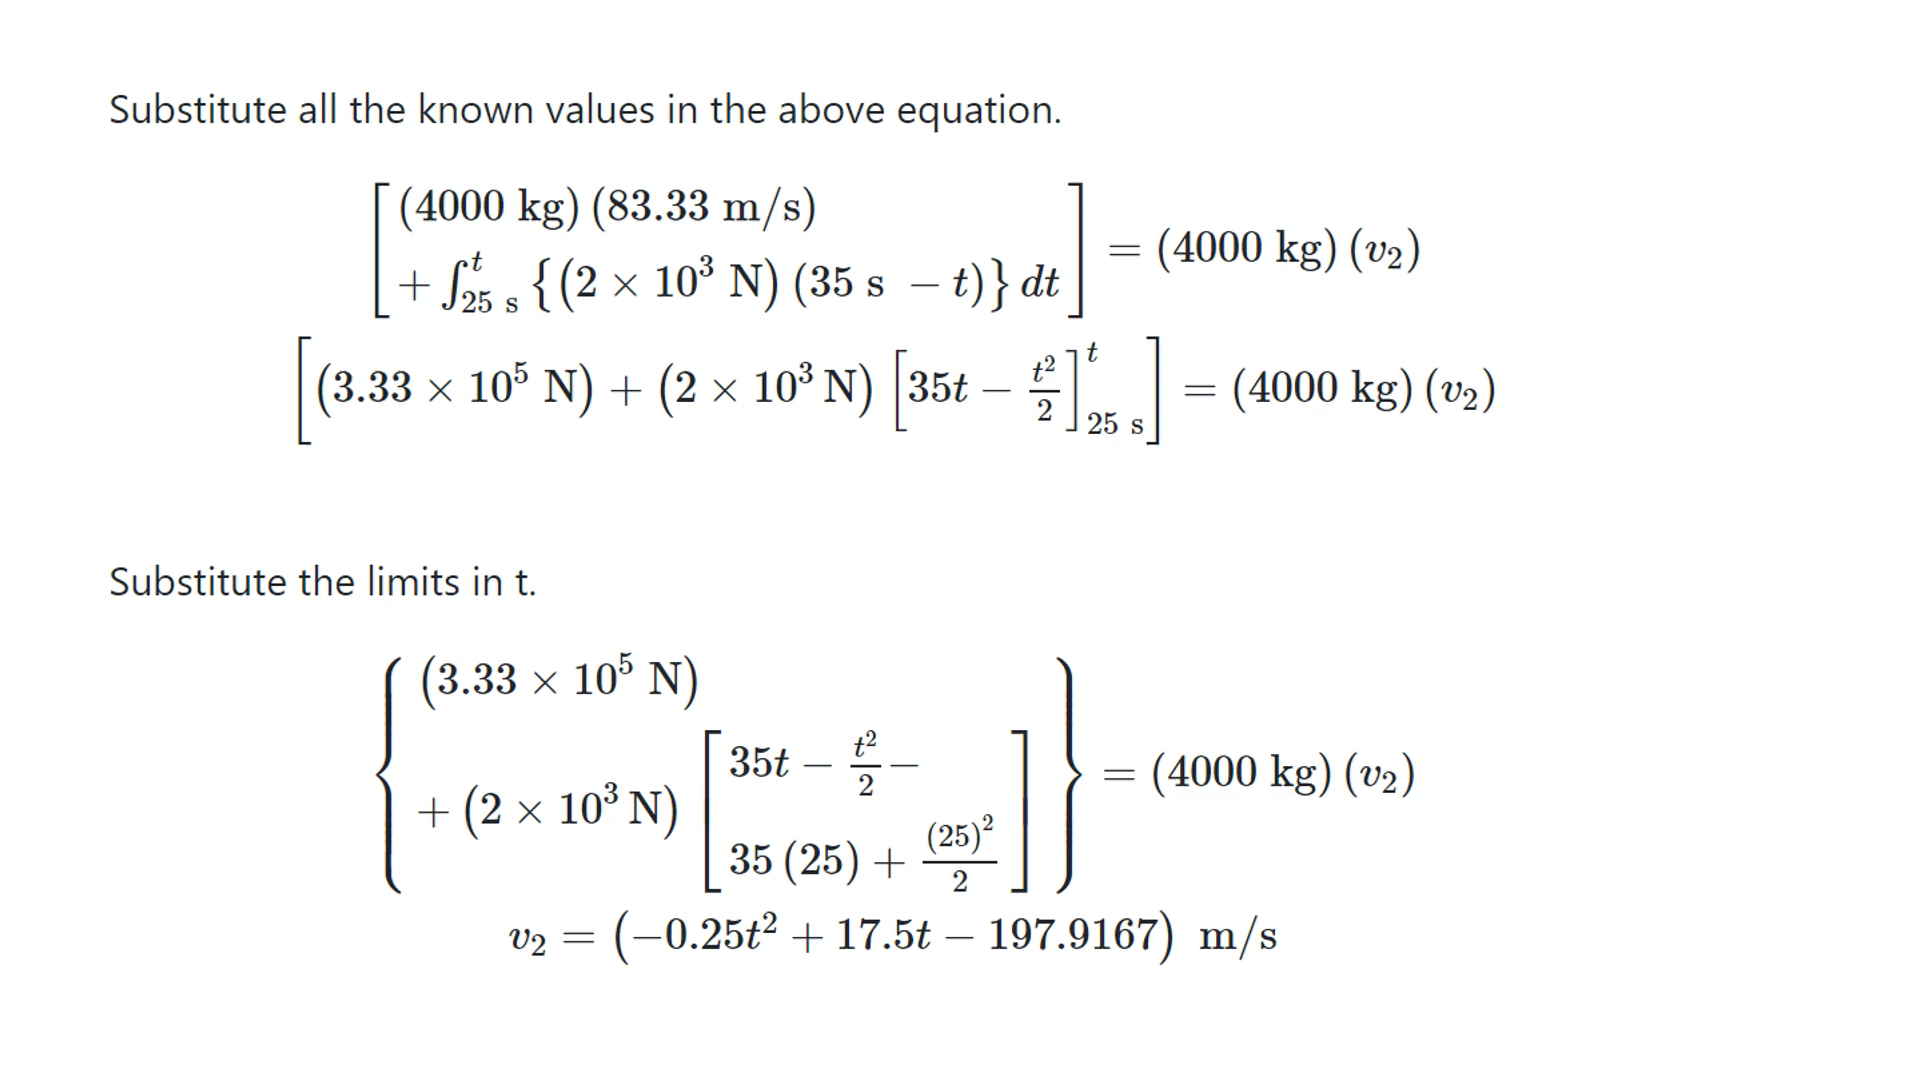 Substitute all the known values in the above equation.
[(4000 kg) (83.33 m/s)
+ ∫₂₅ ₛᵗ {(2 × 10³ N) (35 s − t)} dt] = (4000 kg) (v₂)
[(3.33 × 10⁵ N) + (2 × 10³ N) [35t − t²/2]₂₅ ₛᵗ] = (4000 kg) (v₂)
Substitute the limits in t.
{(3.33 × 10⁵ N)
+ (2 × 10³ N) [35t − t²/2 −
35 (25) + (25)²/2]} = (4000 kg) (v₂)
v₂ = (−0.25t² + 17.5t − 197.9167) m/s